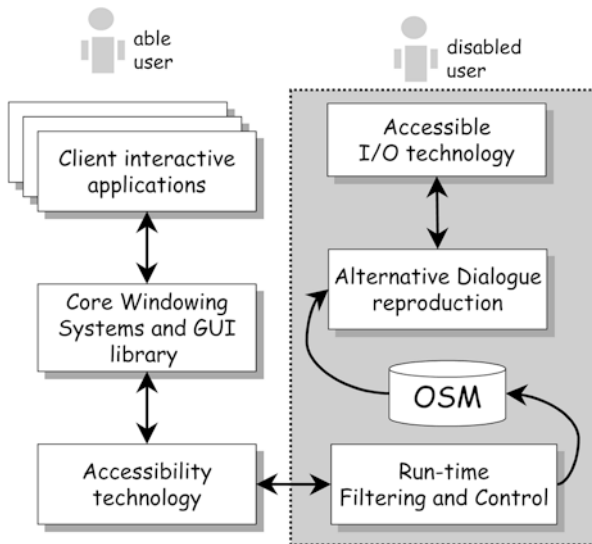 able
user
disabled
user
Client interactive
applications
Accessible
I/O technology
Core Windowing
Systems and GUI
library
Alternative Dialogue
reproduction
OSM
Accessibility
technology
Run-time
Filtering and Control